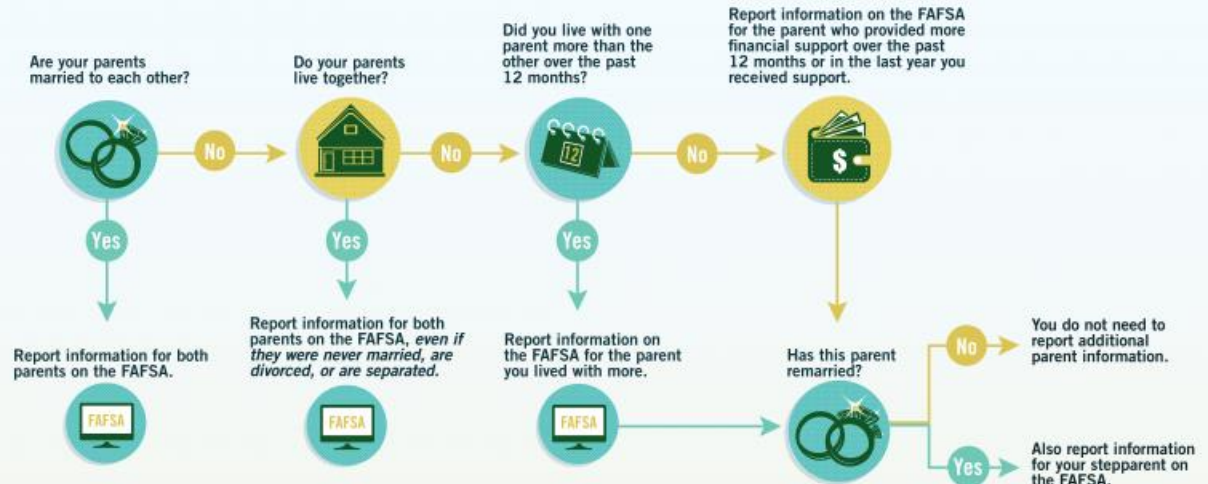 Are your parents
married to each other?
No
Yes
Report information for both
parents on the FAFSA.
FAFSA
Do your parents
live together?
No
Yes
Report information for both
parents on the FAFSA, even if
they were never married, are
divorced, or are separated.
FAFSA
Did you live with one
parent more than the
other over the past
12 months?
12
No
Yes
Report information on
the FAFSA for the parent
you lived with more.
FAFSA
Report information on the FAFSA
for the parent who provided more
financial support over the past
12 months or in the last year you
received support.
$
Has this parent
remarried?
No
You do not need to
report additional
parent information.
Yes
Also report information
for your stepparent on
the FAFSA.